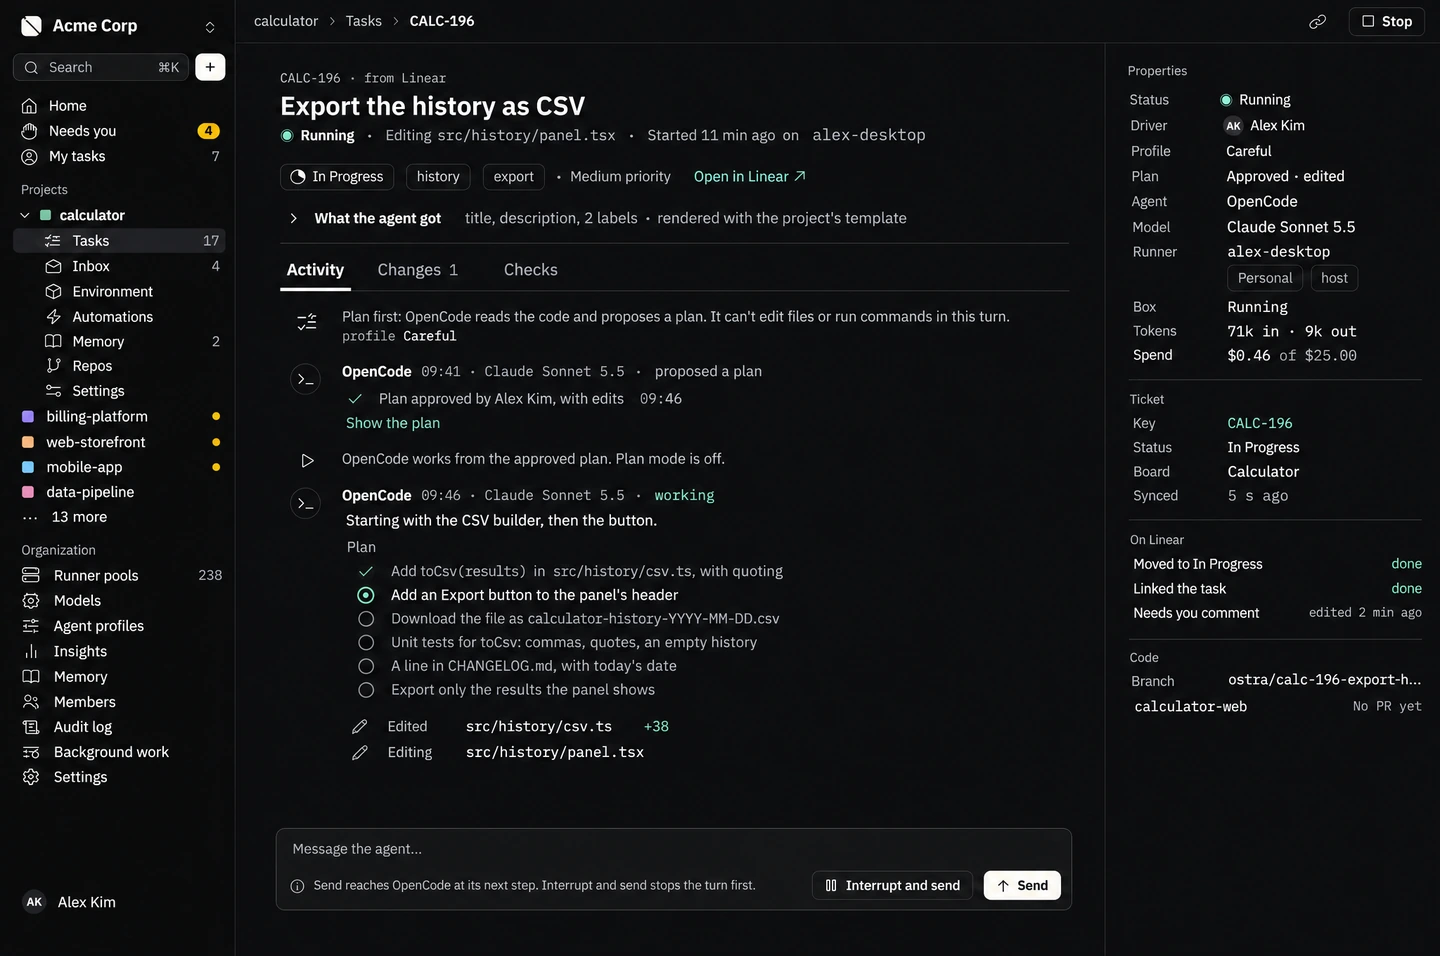 Acme Corp
Search ⌘K +
Home
Needs you 4
My tasks 7
Projects
calculator
Tasks 17
Inbox 4
Environment
Automations
Memory 2
Repos
Settings
billing-platform
web-storefront
mobile-app
data-pipeline
13 more
Organization
Runner pools 238
Models
Agent profiles
Insights
Memory
Members
Audit log
Background work
Settings
AK Alex Kim
calculator > Tasks > CALC-196
Stop
CALC-196 · from Linear
Export the history as CSV
Running · Editing src/history/panel.tsx · Started 11 min ago on alex-desktop
In Progress history export · Medium priority Open in Linear ↗
What the agent got title, description, 2 labels · rendered with the project's template
Activity Changes 1 Checks
Plan first: OpenCode reads the code and proposes a plan. It can't edit files or run commands in this turn.
profile Careful
OpenCode 09:41 · Claude Sonnet 5.5 · proposed a plan
Plan approved by Alex Kim, with edits 09:46
Show the plan
OpenCode works from the approved plan. Plan mode is off.
OpenCode 09:46 · Claude Sonnet 5.5 · working
Starting with the CSV builder, then the button.
Plan
Add toCsv(results) in src/history/csv.ts, with quoting
Add an Export button to the panel's header
Download the file as calculator-history-YYYY-MM-DD.csv
Unit tests for toCsv: commas, quotes, an empty history
A line in CHANGELOG.md, with today's date
Export only the results the panel shows
Edited src/history/csv.ts +38
Editing src/history/panel.tsx
Message the agent...
Send reaches OpenCode at its next step. Interrupt and send stops the turn first.
Interrupt and send
Send
Properties
Status Running
Driver AK Alex Kim
Profile Careful
Plan Approved · edited
Agent OpenCode
Model Claude Sonnet 5.5
Runner alex-desktop
Personal host
Box Running
Tokens 71k in · 9k out
Spend $0.46 of $25.00
Ticket
Key CALC-196
Status In Progress
Board Calculator
Synced 5 s ago
On Linear
Moved to In Progress done
Linked the task done
Needs you comment edited 2 min ago
Code
Branch ostra/calc-196-export-h...
calculator-web No PR yet